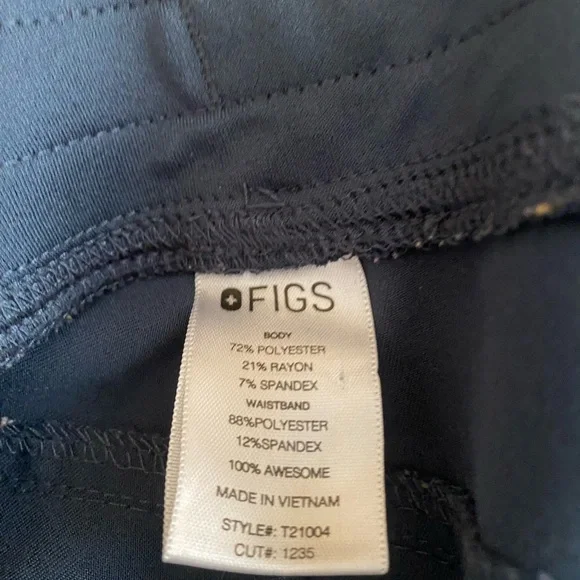 FIGS
BODY
72% POLYESTER
21% RAYON
7% SPANDEX
WAISTBAND
88%POLYESTER
12%SPANDEX
100% AWESOME
MADE IN VIETNAM
STYLE#: T21004
CUT#: 1235